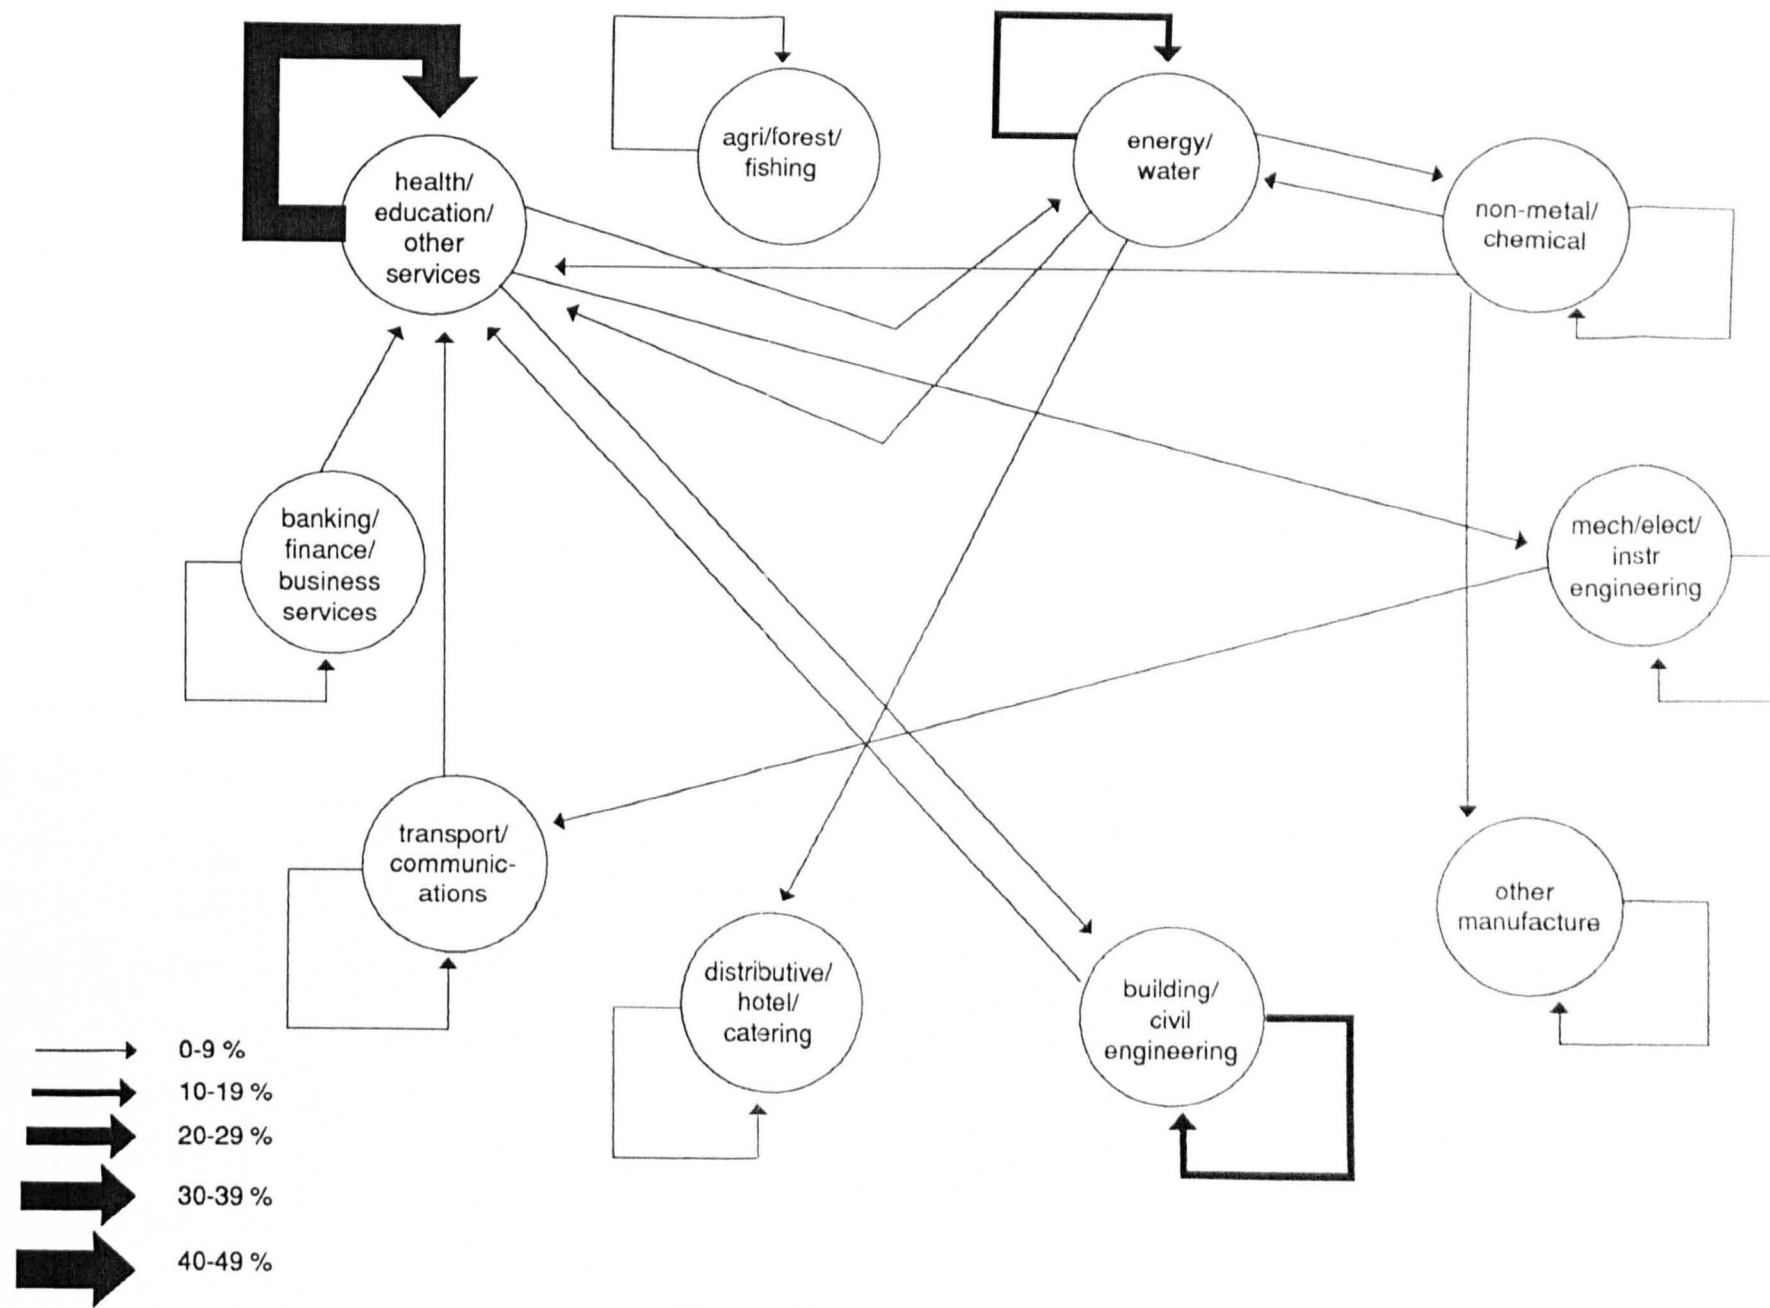 agri/forest/
fishing
energy/
water
health/
education/
other
services
non-metal/
chemical
banking/
finance/
business
services
mech/elect/
instr
engineering
transport/
communic-
ations
other
manufacture
distributive/
hotel/
catering
building/
civil
engineering
0-9 %
10-19 %
20-29 %
30-39 %
40-49 %